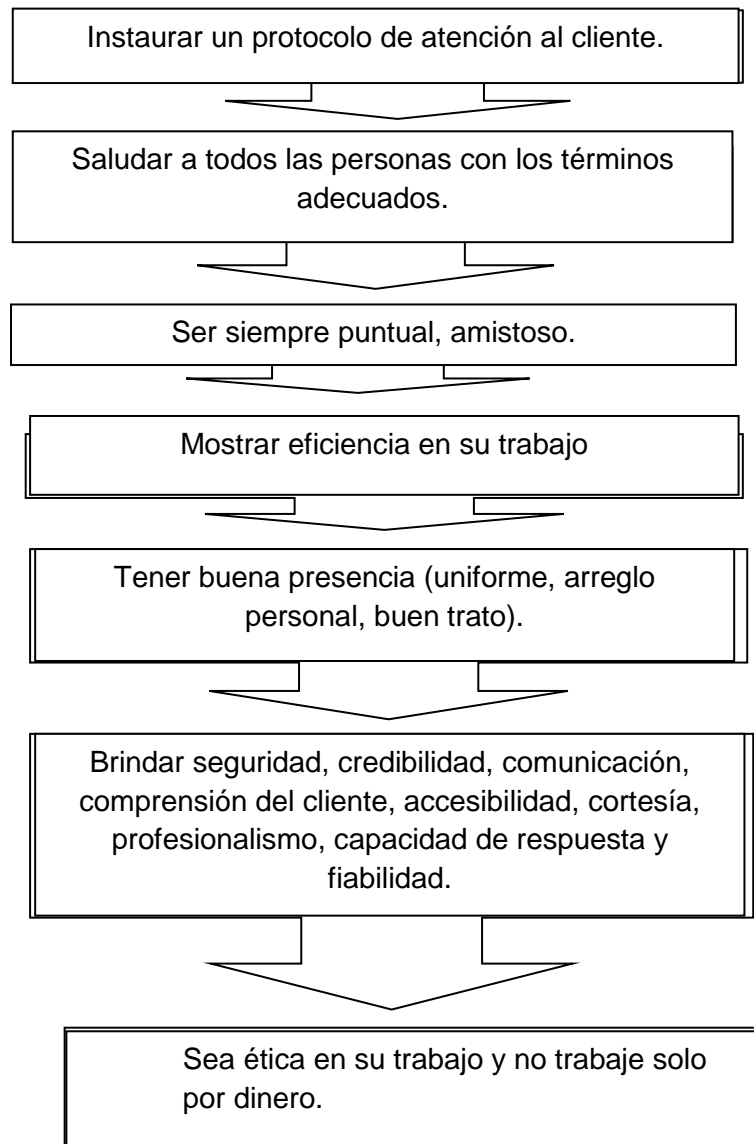 Instaurar un protocolo de atención al cliente.
Saludar a todos las personas con los términos
adecuados.
Ser siempre puntual, amistoso.
Mostrar eficiencia en su trabajo
Tener buena presencia (uniforme, arreglo
personal, buen trato).
Brindar seguridad, credibilidad, comunicación,
comprensión del cliente, accesibilidad, cortesía,
profesionalismo, capacidad de respuesta y
fiabilidad.
Sea ética en su trabajo y no trabaje solo
por dinero.